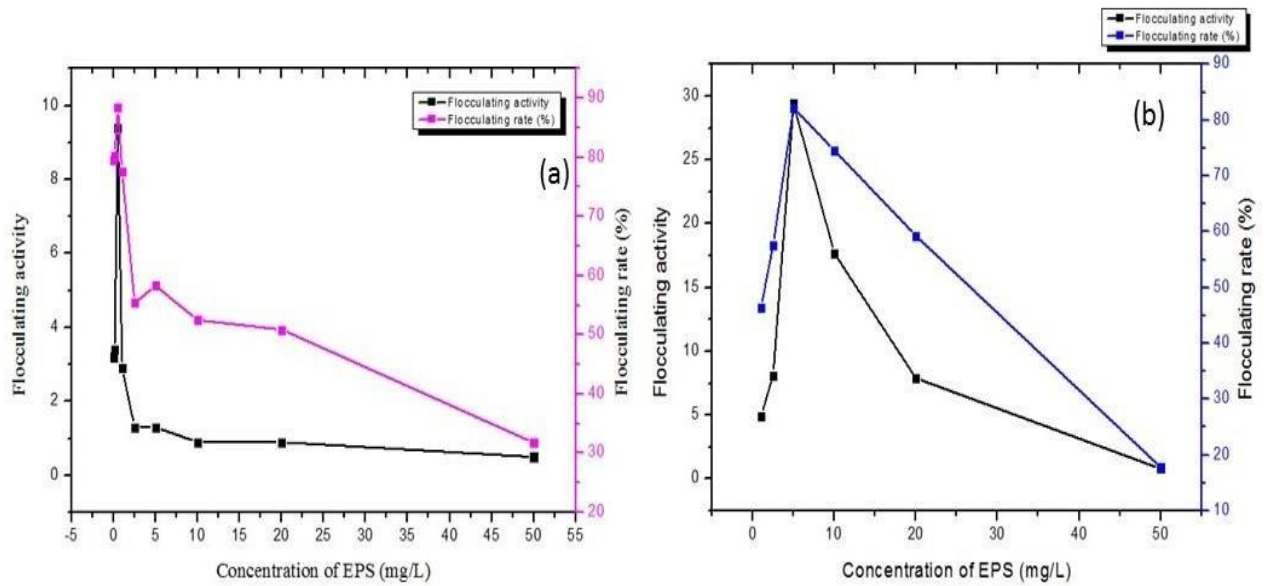 Flocculating activity
Flocculating rate (%)
(a)
10
8
6
4
2
0
Flocculating activity
90
80
70
60
50
40
30
20
Flocculating rate (%)
-5 0 5 10 15 20 25 30 35 40 45 50 55
Concentration of EPS (mg/L)
Flocculating activity
Flocculating rate (%)
(b)
30
25
20
15
10
5
0
Flocculating activity
90
80
70
60
50
40
30
20
10
Flocculating rate (%)
0 10 20 30 40 50
Concentration of EPS (mg/L)